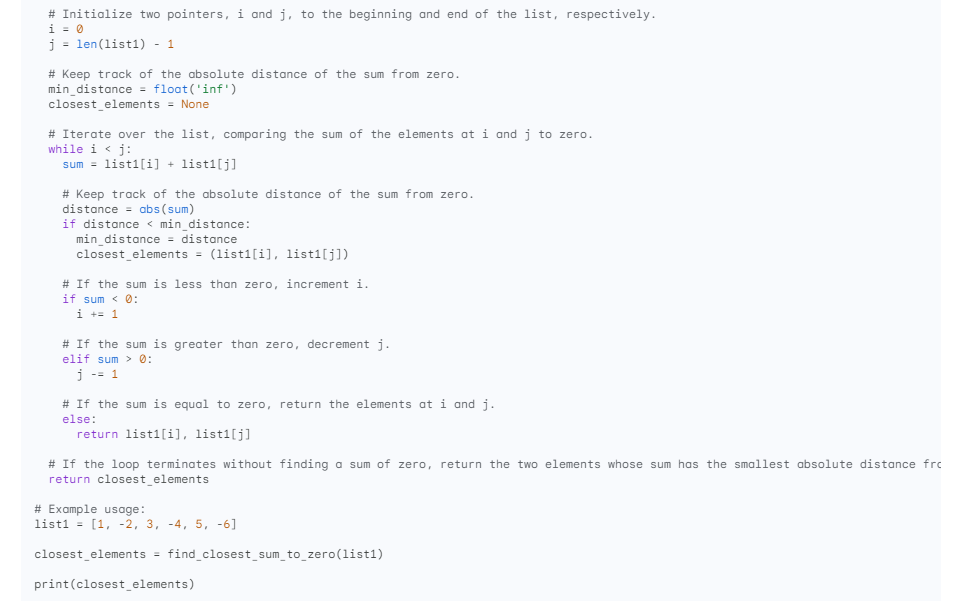 # Initialize two pointers, i and j, to the beginning and end of the list, respectively.
i = 0
j = len(list1) - 1
# Keep track of the absolute distance of the sum from zero.
min_distance = float('inf')
closest_elements = None
# Iterate over the list, comparing the sum of the elements at i and j to zero.
while i < j:
sum = list1[i] + list1[j]
# Keep track of the absolute distance of the sum from zero.
distance = abs(sum)
if distance < min_distance:
min_distance = distance
closest_elements = (list1[i], list1[j])
# If the sum is less than zero, increment i.
if sum < 0:
i += 1
# If the sum is greater than zero, decrement j.
elif sum > 0:
j -= 1
# If the sum is equal to zero, return the elements at i and j.
else:
return list1[i], list1[j]
# If the loop terminates without finding a sum of zero, return the two elements whose sum has the smallest absolute distance
return closest_elements
# Example usage:
list1 = [1, -2, 3, -4, 5, -6]
closest_elements = find_closest_sum_to_zero(list1)
print(closest_elements)